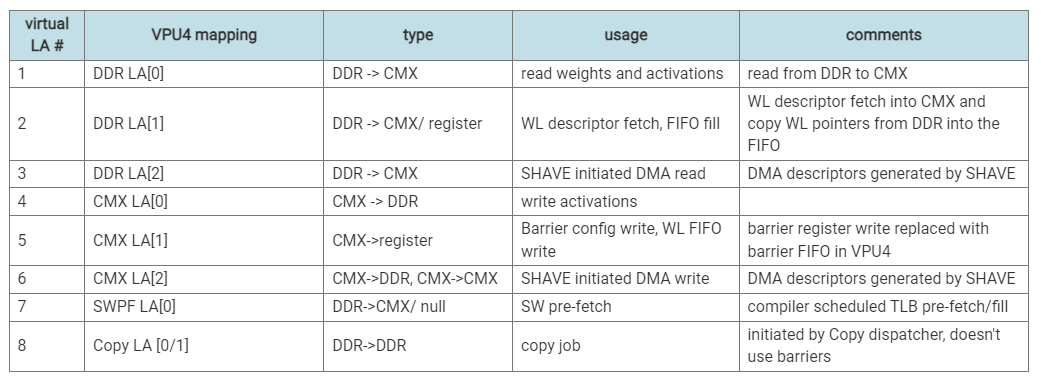 virtual LA # VPU4 mapping type usage comments
1 DDR LA[0] DDR -> CMX read weights and activations read from DDR to CMX
2 DDR LA[1] DDR -> CMX/ register WL descriptor fetch, FIFO fill WL descriptor fetch into CMX and copy WL pointers from DDR into the FIFO
3 DDR LA[2] DDR -> CMX SHAVE initiated DMA read DMA descriptors generated by SHAVE
4 CMX LA[0] CMX -> DDR write activations
5 CMX LA[1] CMX->register Barrier config write, WL FIFO write barrier register write replaced with barrier FIFO in VPU4
6 CMX LA[2] CMX->DDR, CMX->CMX SHAVE initiated DMA write DMA descriptors generated by SHAVE
7 SWPF LA[0] DDR->CMX/ null SW pre-fetch compiler scheduled TLB pre-fetch/fill
8 Copy LA [0/1] DDR->DDR copy job initiated by Copy dispatcher, doesn't use barriers